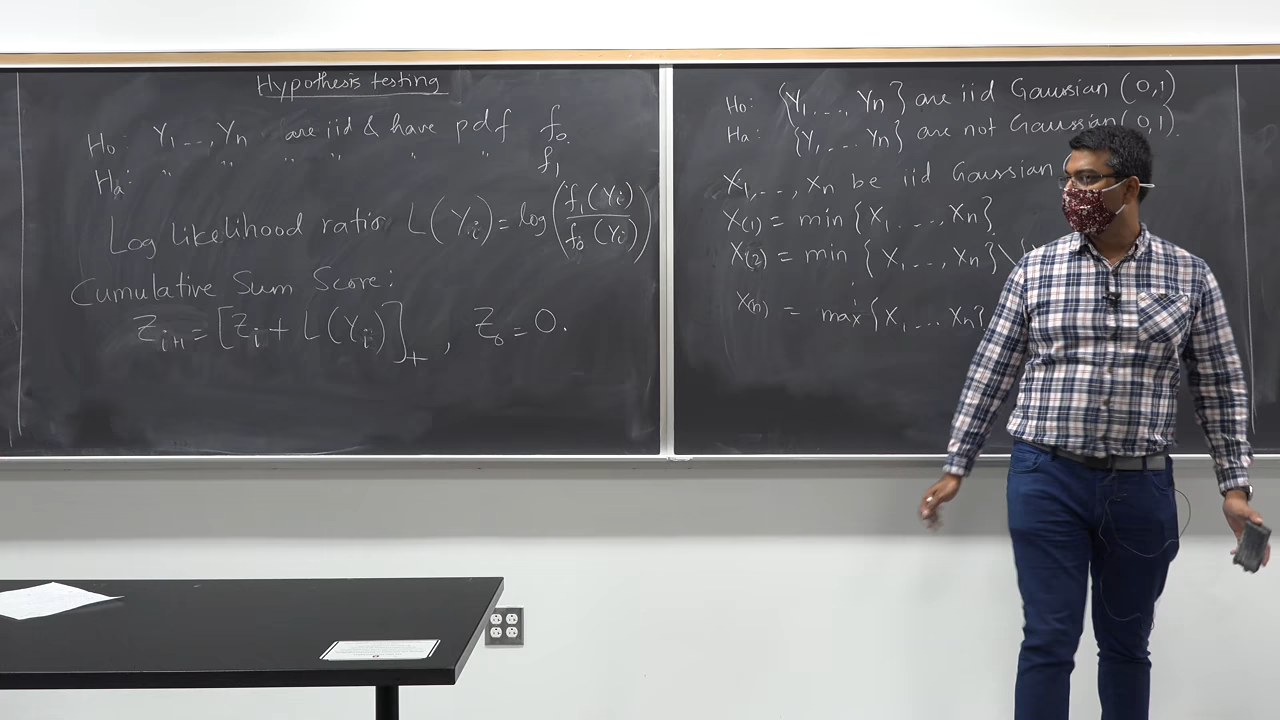 Hypothesis testing
H₀: Y₁ ..., Yₙ are iid & have pdf f₀.
Hₐ: " " " " " " f₁
Log likelihood ratio L(Yᵢ) = log(f₁(Yᵢ)/f₀(Yᵢ))
Cumulative Sum Score:
Zᵢ₊₁ = [Zᵢ + L(Yᵢ)]₊, Z₀ = 0.
H₀: {Y₁, ..., Yₙ} are iid Gaussian (0,1)
Hₐ: {Y₁, ... Yₙ} are not Gaussian (0,1).
X₁, ..., Xₙ be iid Gaussian (
X₍₁₎ = min {X₁ ..., Xₙ}
X₍₂₎ = min {X₁ ..., Xₙ}\{
X₍ₙ₎ = max {X₁ ... Xₙ}